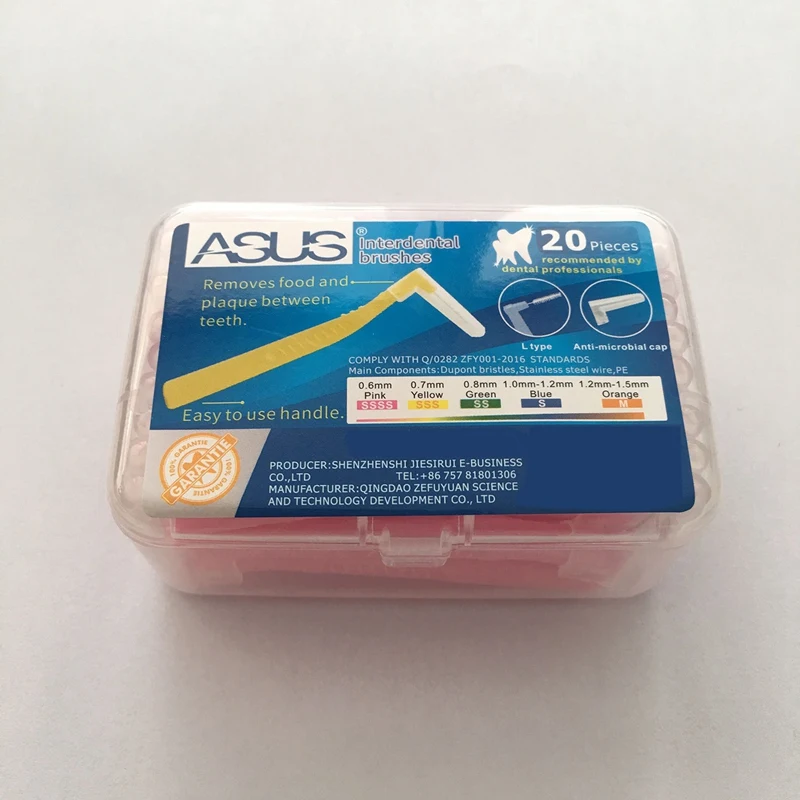 ASUS®
Interdental
brushes
20 Pieces
recommended by
dental professionals
Removes food and
plaque between
teeth.
L type
Anti-microbial cap
COMPLY WITH Q/0282 ZFY001-2016 STANDARDS
Main Components:Dupont bristles,Stainless steel wire,PE
0.6mm 0.7mm 0.8mm 1.0mm-1.2mm 1.2mm-1.5mm
Pink Yellow Green Blue Orange
SSSS SSS SS S M
Easy to use handle.
100% GARANTIE
GARANTIE
100% GARANTIE
PRODUCER:SHENZHENSHI JIESIRUI E-BUSINESS
CO.,LTD TEL:+86 757 81801306
MANUFACTURER:QINGDAO ZEFUYUAN SCIENCE
AND TECHNOLOGY DEVELOPMENT CO., LTD